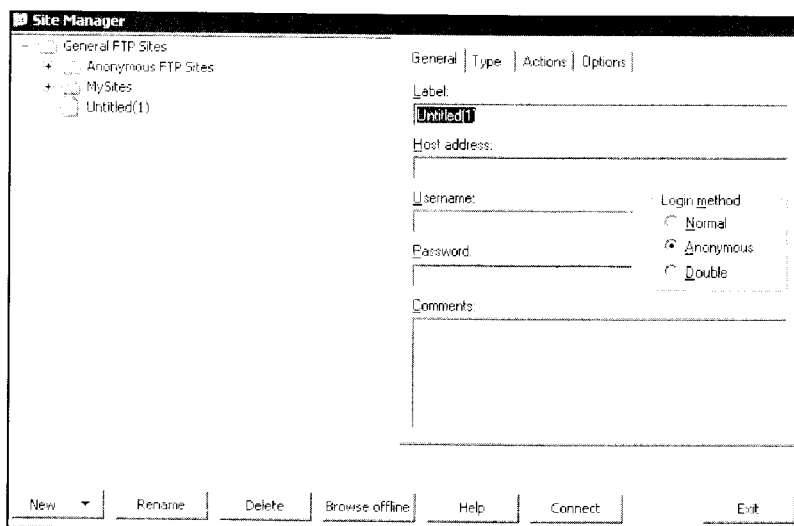 Site Manager
General FTP Sites
Anonymous FTP Sites
MySites
Untitled(1)
General Type Actions Options
Label:
Untitled(1)
Host address:
Username:
Login method
Normal
Password:
Anonymous
Double
Comments:
New Rename Delete Browse offline Help Connect Exit